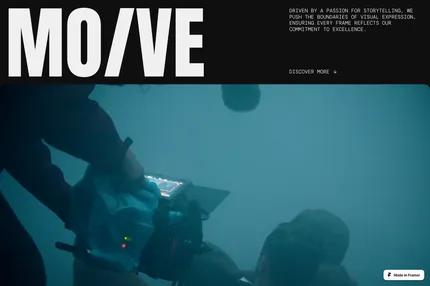 MO/VE
DRIVEN BY A PASSION FOR STORYTELLING, WE
PUSH THE BOUNDARIES OF VISUAL EXPRESSION,
ENSURING EVERY FRAME REFLECTS OUR
COMMITMENT TO EXCELLENCE.
DISCOVER MORE ↓
Made in Framer